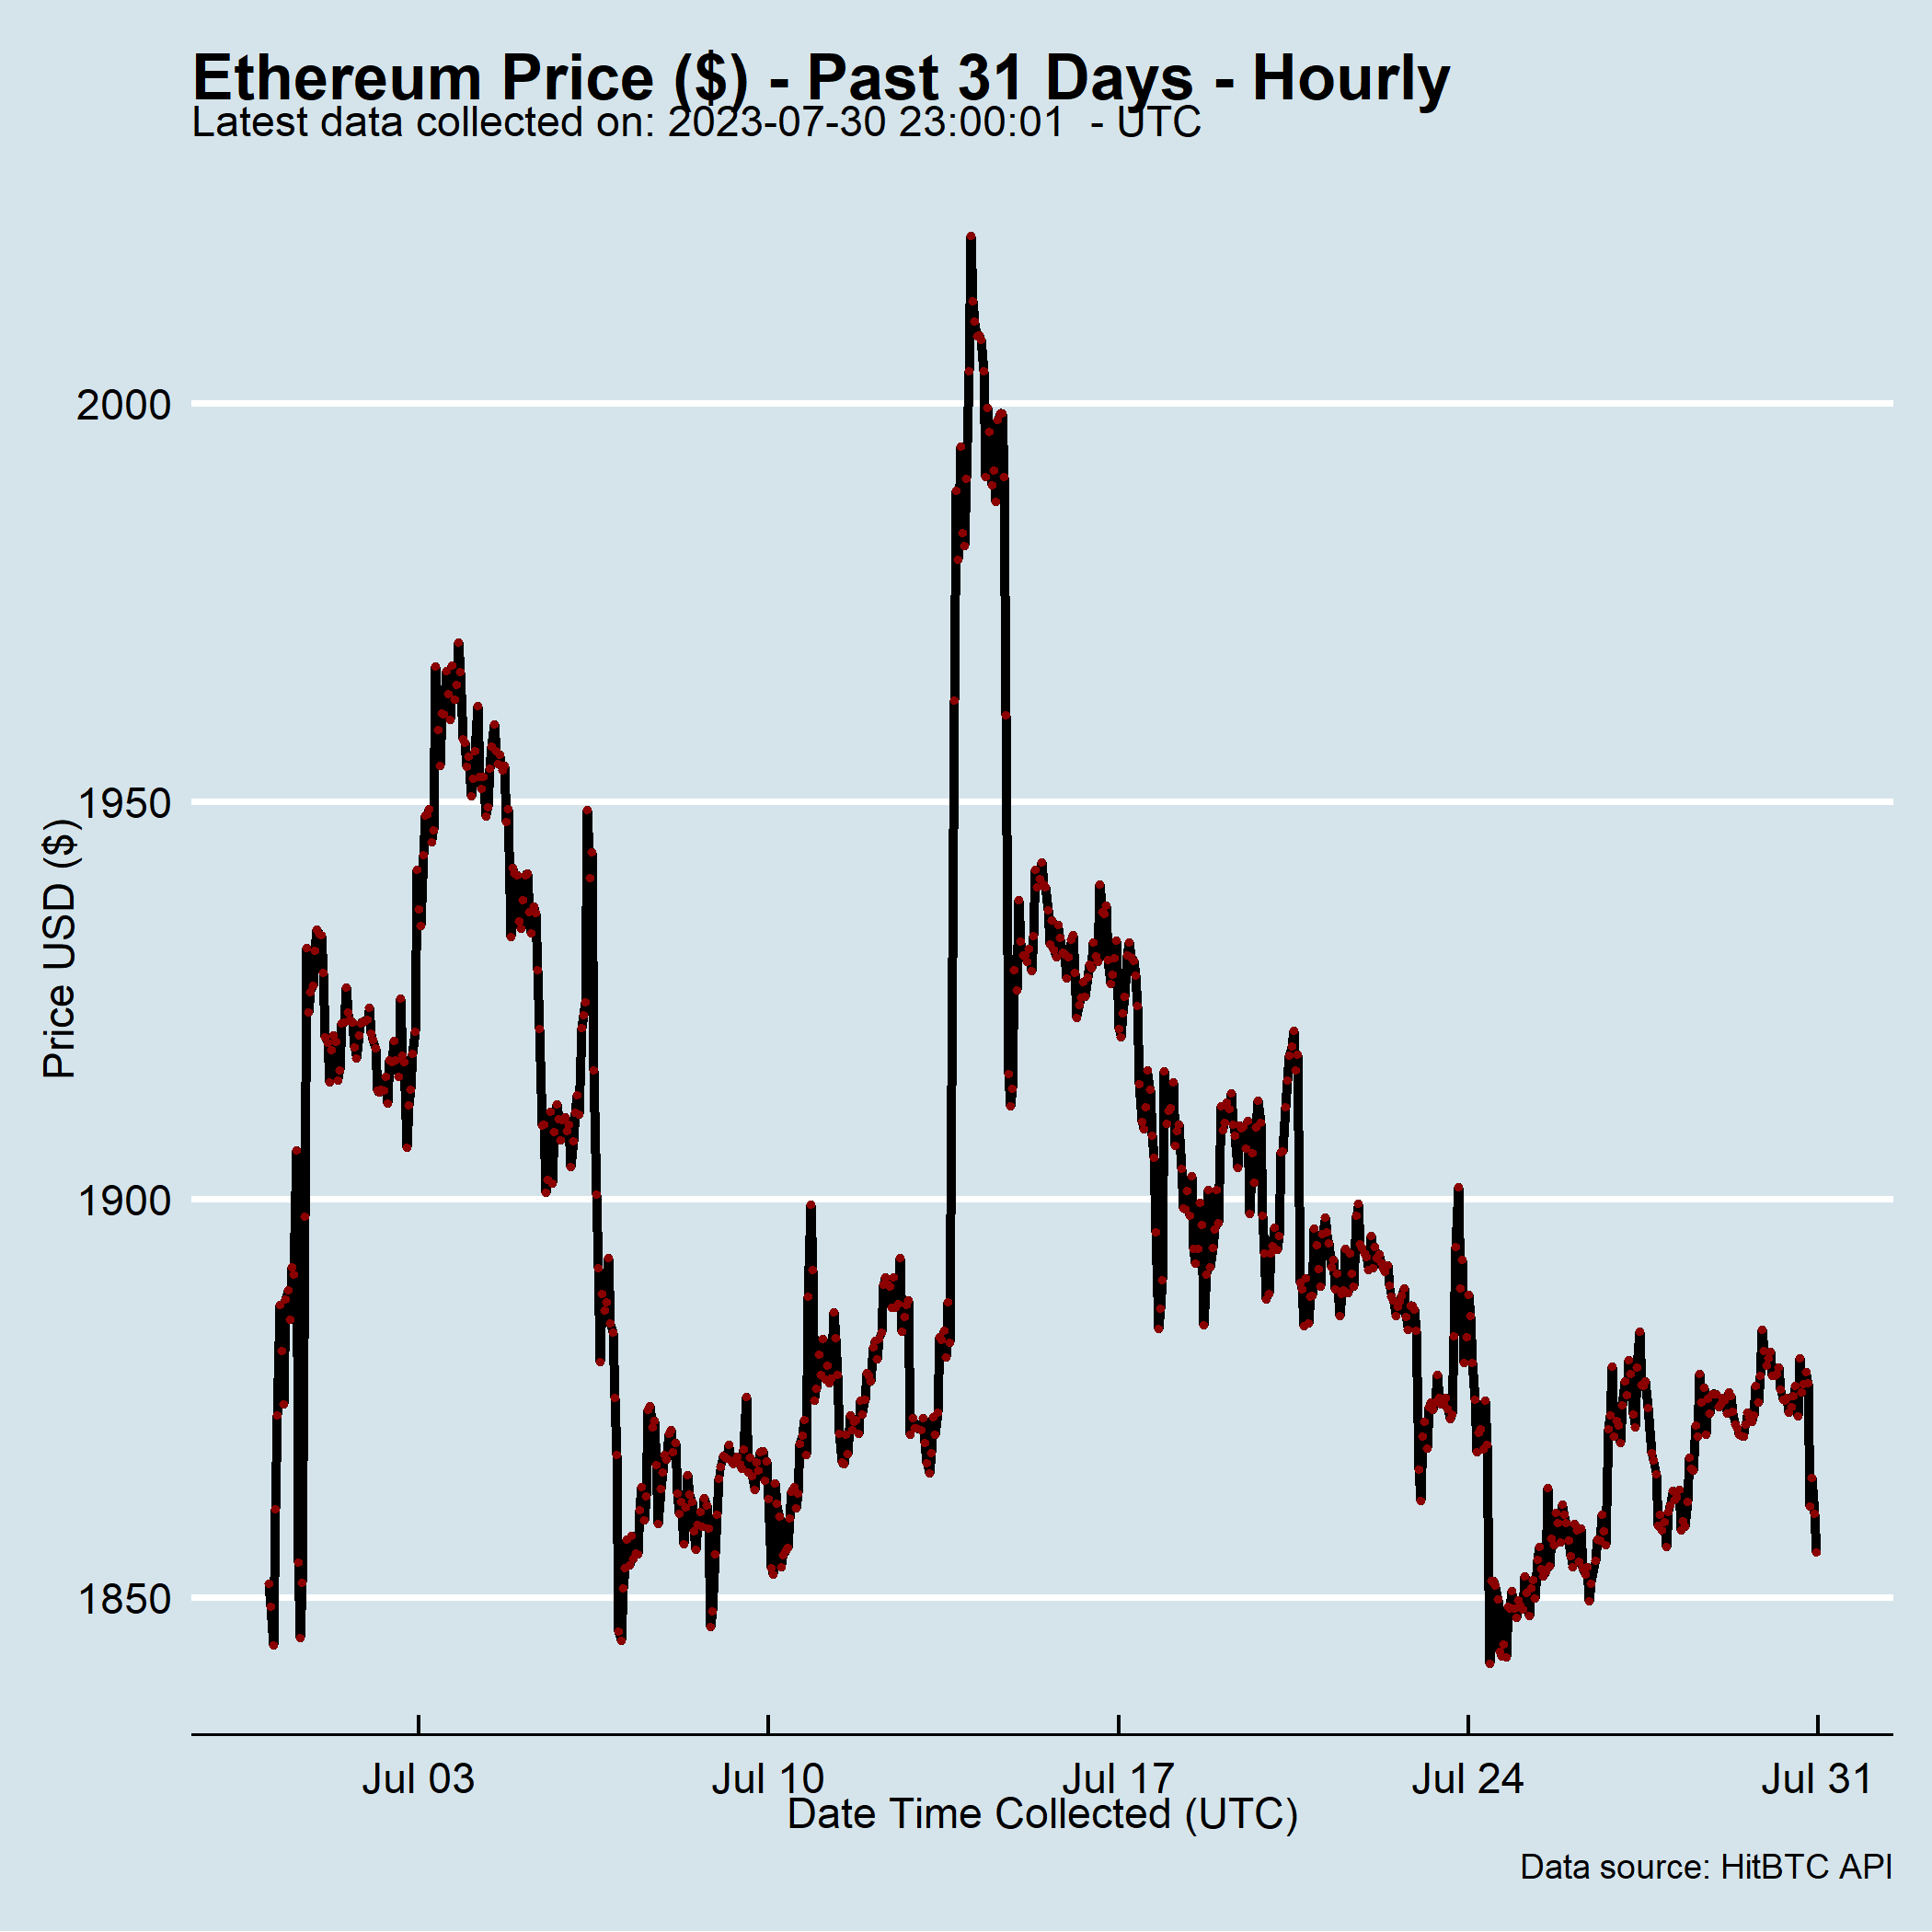 Ethereum Price ($) - Past 31 Days - Hourly
Latest data collected on: 2023-07-30 23:00:01  - UTC
Price USD ($)
2000
1950
1900
1850
Jul 03
Jul 10
Jul 17
Jul 24
Jul 31
Date Time Collected (UTC)
Data source: HitBTC API